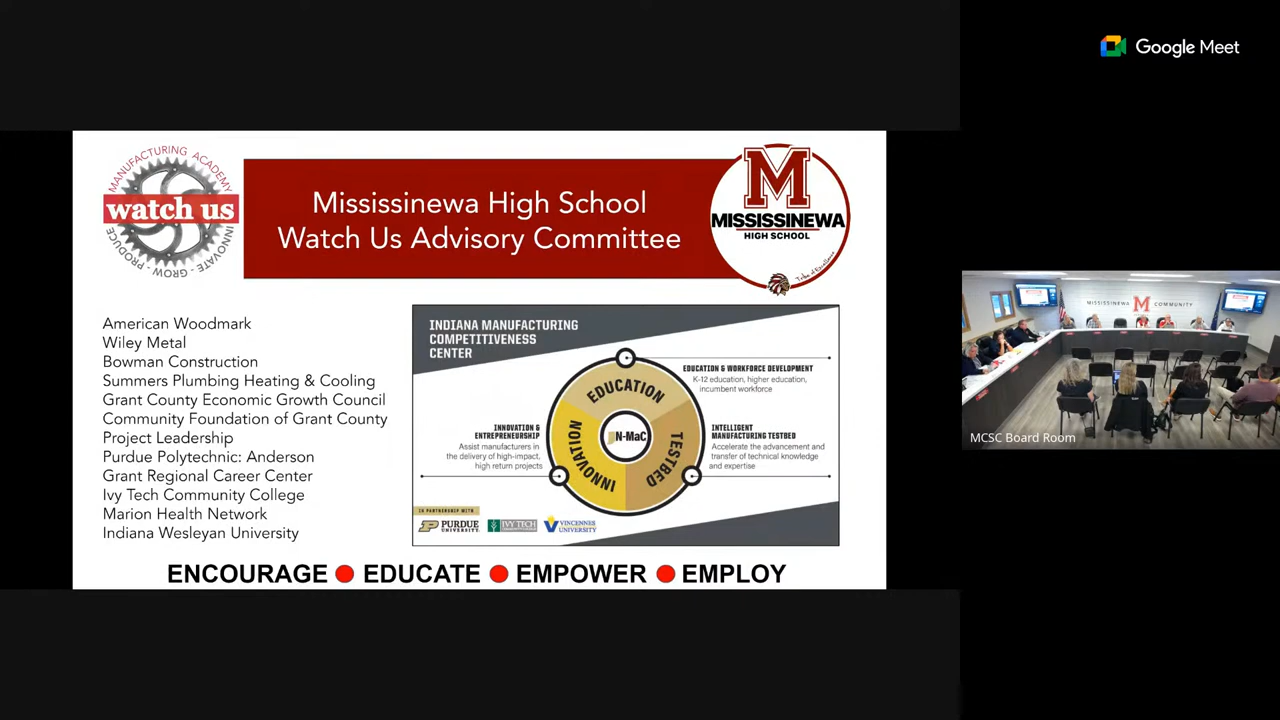 Google Meet
MANUFACTURING ACADEMY
watch us
PRODUCE - GROW - INNOVATE
Mississinewa High School
Watch Us Advisory Committee
M
MISSISSINEWA
HIGH SCHOOL
Tribe of Excellence
American Woodmark
Wiley Metal
Bowman Construction
Summers Plumbing Heating & Cooling
Grant County Economic Growth Council
Community Foundation of Grant County
Project Leadership
Purdue Polytechnic: Anderson
Grant Regional Career Center
Ivy Tech Community College
Marion Health Network
Indiana Wesleyan University
INDIANA MANUFACTURING
COMPETITIVENESS
CENTER
EDUCATION
INNOVATION
TESTBED
IN-MaC
EDUCATION & WORKFORCE DEVELOPMENT
K-12 education, higher education,
incumbent workforce
INNOVATION &
ENTREPRENEURSHIP
Assist manufacturers in
the delivery of high-impact,
high return projects
INTELLIGENT
MANUFACTURING TESTBED
Accelerate the advancement and
transfer of technical knowledge
and expertise
IN PARTNERSHIP WITH
PURDUE
UNIVERSITY
IVY TECH
VINCENNES
UNIVERSITY
ENCOURAGE EDUCATE EMPOWER EMPLOY
MISSISSINEWA M COMMUNITY
MCSC Board Room